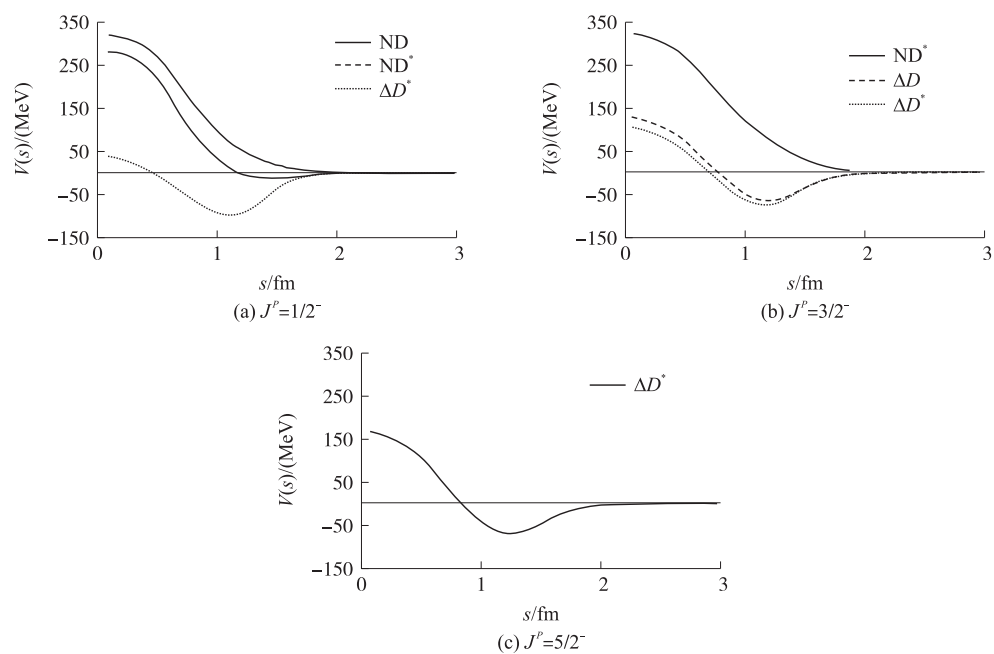 350
250
150
50
−50
−150
V(s)/(MeV)
ND
ND*
ΔD*
0
1
2
3
s/fm
(a) J^P=1/2⁻
350
250
150
50
−50
−150
V(s)/(MeV)
ND*
ΔD
ΔD*
0
1
2
3
s/fm
(b) J^P=3/2⁻
350
250
150
50
−50
−150
V(s)/(MeV)
ΔD*
0
1
2
3
s/fm
(c) J^P=5/2⁻